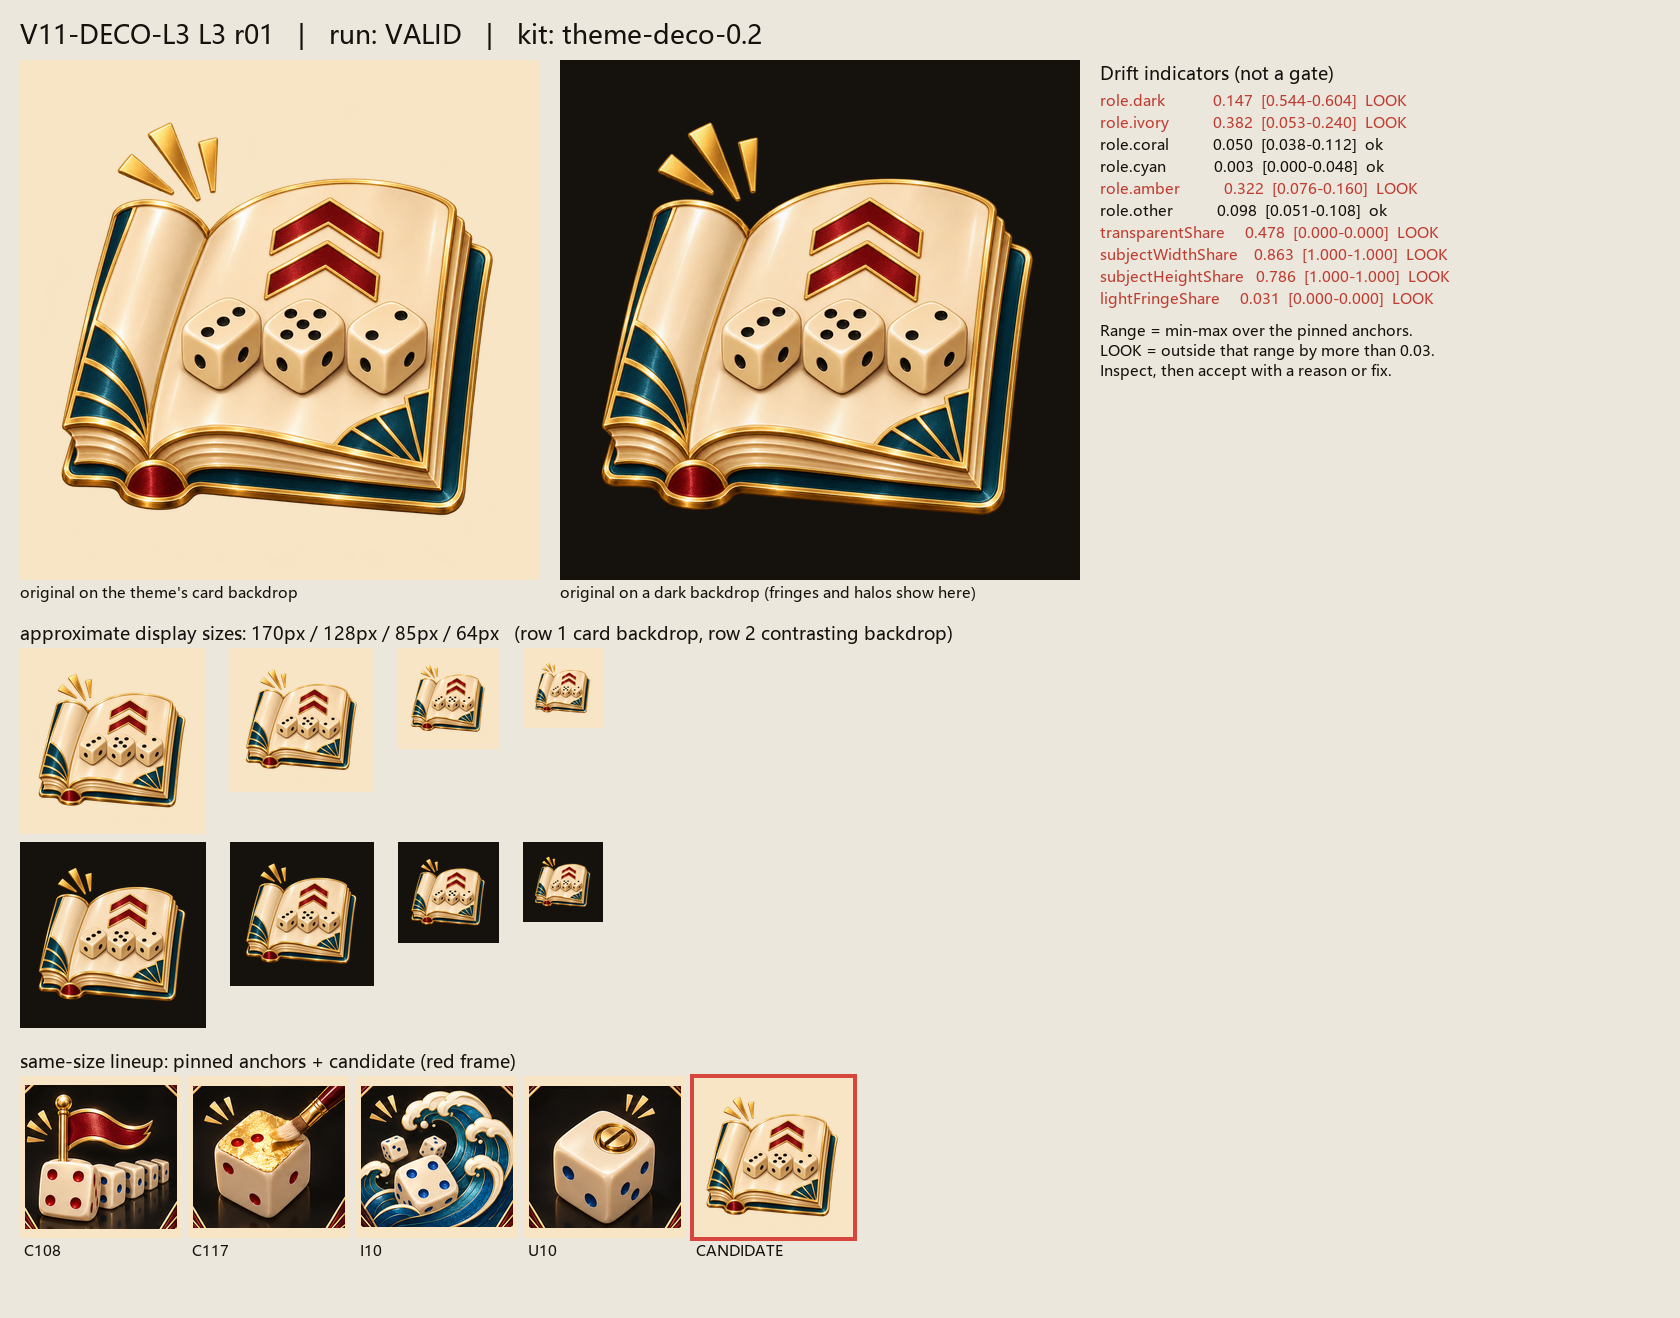 V11-DECO-L3 L3 r01 | run: VALID | kit: theme-deco-0.2
Drift indicators (not a gate)
role.dark 0.147 [0.544-0.604] LOOK
role.ivory 0.382 [0.053-0.240] LOOK
role.coral 0.050 [0.038-0.112] ok
role.cyan 0.003 [0.000-0.048] ok
role.amber 0.322 [0.076-0.160] LOOK
role.other 0.098 [0.051-0.108] ok
transparentShare 0.478 [0.000-0.000] LOOK
subjectWidthShare 0.863 [1.000-1.000] LOOK
subjectHeightShare 0.786 [1.000-1.000] LOOK
lightFringeShare 0.031 [0.000-0.000] LOOK
Range = min-max over the pinned anchors.
LOOK = outside that range by more than 0.03.
Inspect, then accept with a reason or fix.
original on the theme's card backdrop
original on a dark backdrop (fringes and halos show here)
approximate display sizes: 170px / 128px / 85px / 64px (row 1 card backdrop, row 2 contrasting backdrop)
same-size lineup: pinned anchors + candidate (red frame)
C108
C117
I10
U10
CANDIDATE